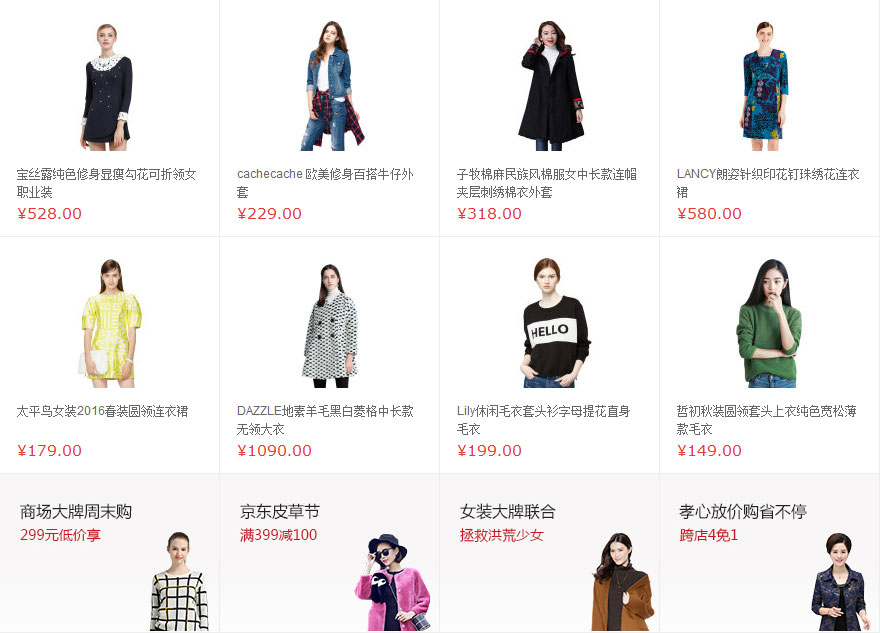 宝丝露纯色修身显瘦勾花可折领女
职业装
¥528.00
cachecache 欧美修身百搭牛仔外
套
¥229.00
子牧棉麻民族风棉服女中长款连帽
夹层刺绣棉衣外套
¥318.00
LANCY朗姿针织印花钉珠绣花连衣
裙
¥580.00
太平鸟女装2016春装圆领连衣裙
¥179.00
DAZZLE地素羊毛黑白菱格中长款
无领大衣
¥1090.00
HELLO
Lily休闲毛衣套头衫字母提花直身
毛衣
¥199.00
哲初秋装圆领套头上衣纯色宽松薄
款毛衣
¥149.00
商场大牌周末购
299元低价享
京东皮草节
满399减100
女装大牌联合
拯救洪荒少女
孝心放价购省不停
跨店4免1